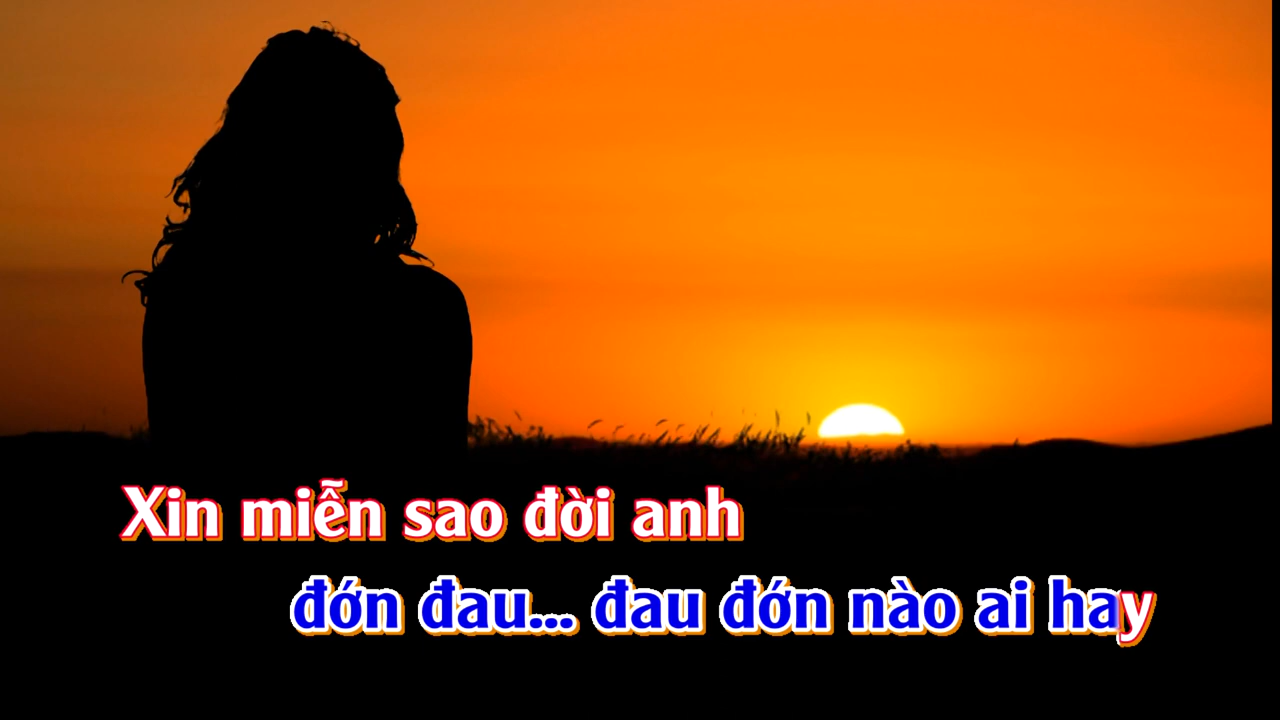 Xin miễn sao đời anh
đớn đau... đau đớn nào ai hay